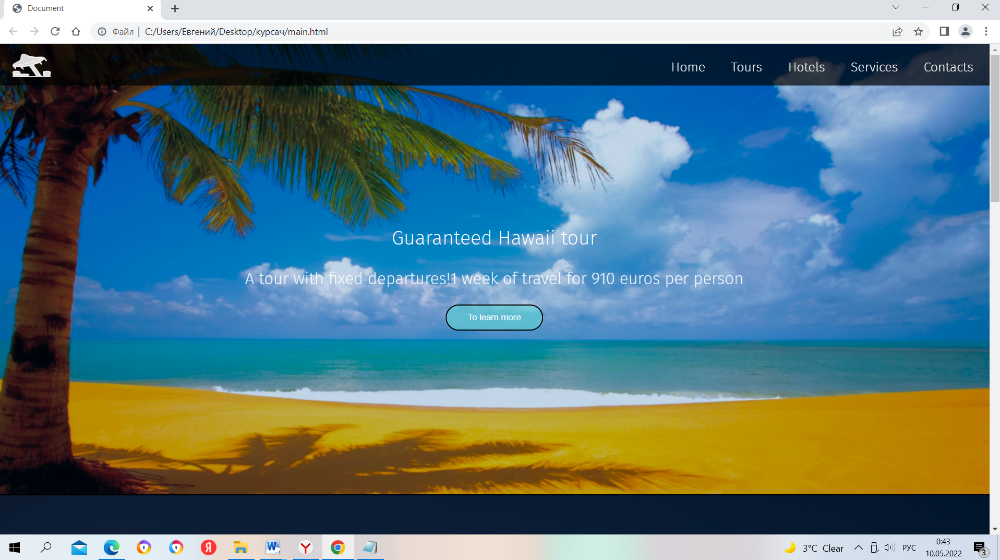 Document
Файл
C:/Users/Евгений/Desktop/курсач/main.html
Home Tours Hotels Services Contacts
Guaranteed Hawaii tour
A tour with fixed departures!1 week of travel for 910 euros per person
To learn more
Я
W
Y
3°C Clear
РУС
0:43
10.05.2022
3